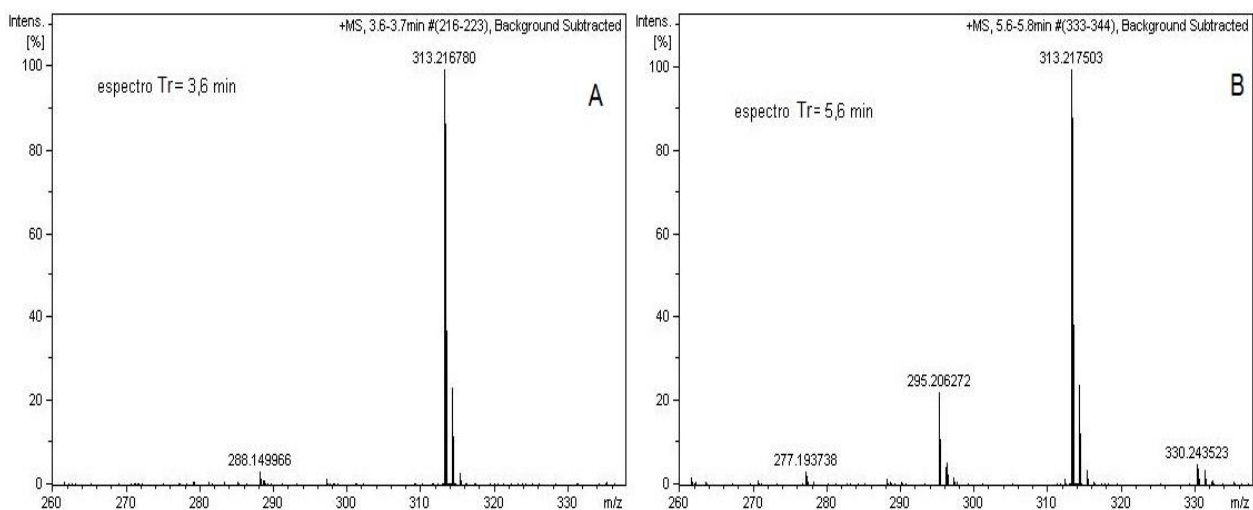 Intens.
[%]
+MS, 3.6-3.7min #(216-223), Background Subtracted
313.216780
100
espectro Tr= 3,6 min
A
80
60
40
20
288.149966
0
260 270 280 290 300 310 320 330 m/z
Intens.
[%]
+MS, 5.6-5.8min #(333-344), Background Subtracted
313.217503
100
espectro Tr= 5,6 min
B
80
60
40
295.206272
20
277.193738
330.243523
0
260 270 280 290 300 310 320 330 m/z